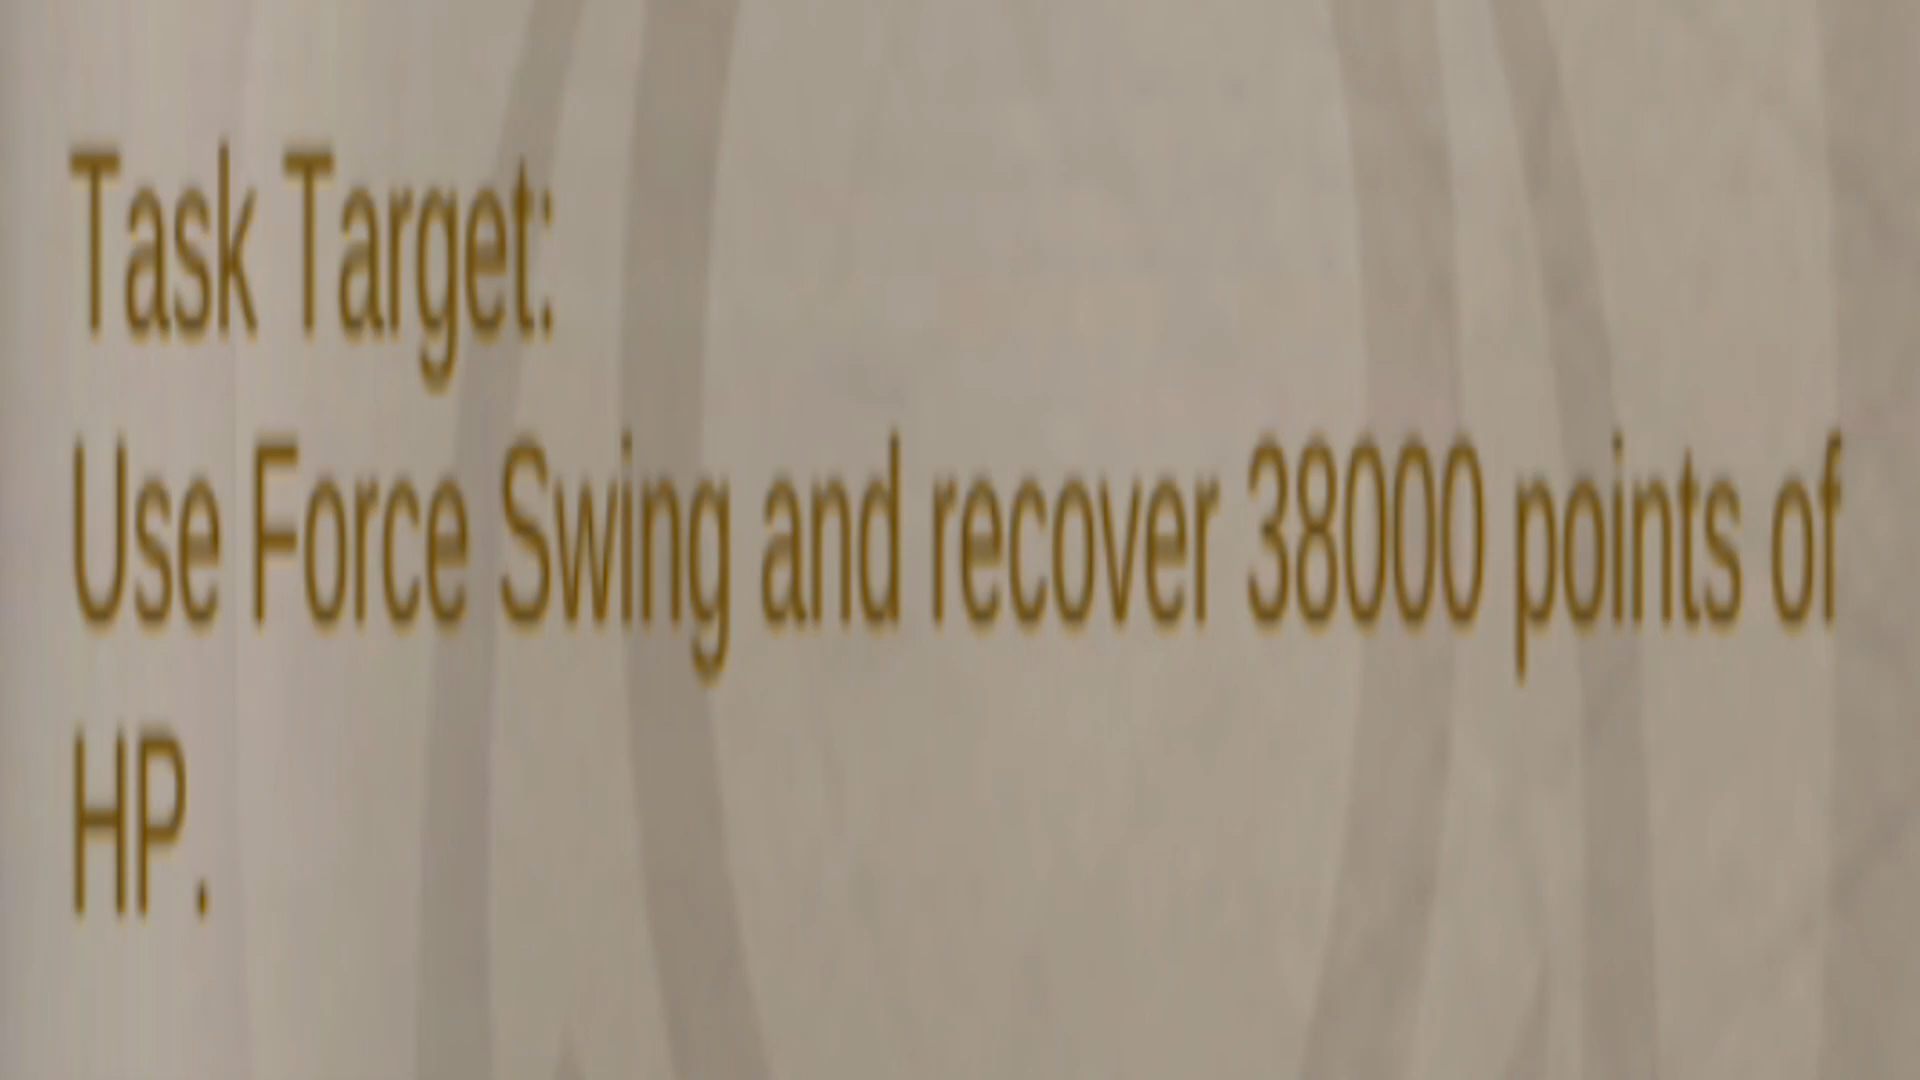 Task Target:
Use Force Swing and recover 38000 points of
HP.